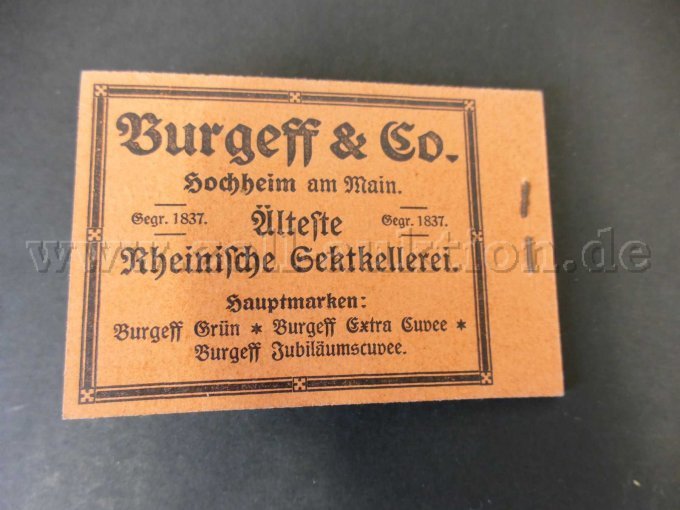 Burgeff & Co.
Hochheim am Main.
Gegr. 1837. Älteste Gegr. 1837.
Rheinische Sektkellerei.
Hauptmarken:
Burgeff Grün * Burgeff Extra Cuvee *
Burgeff Jubiläumscuvee.